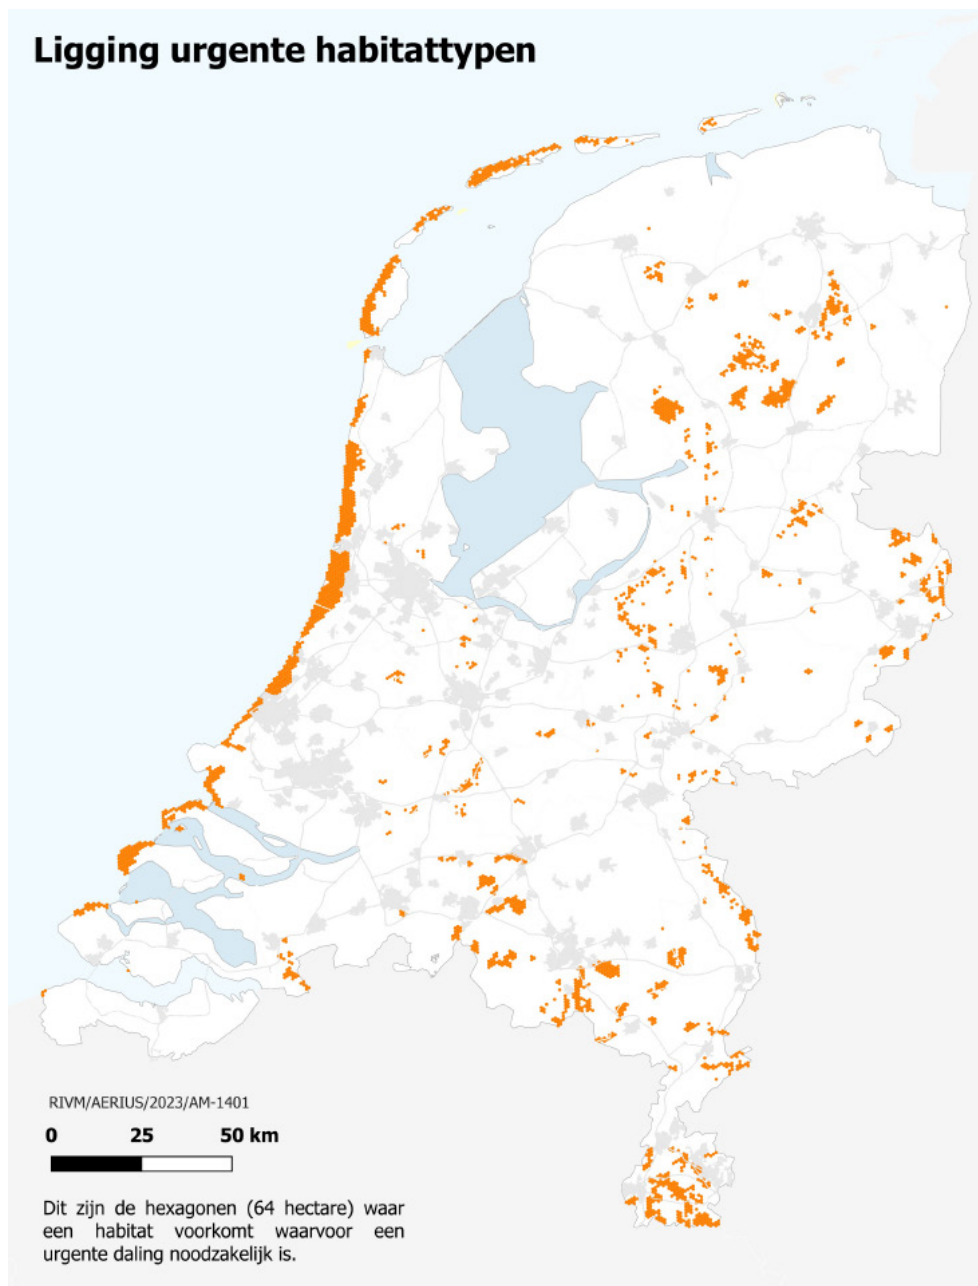 Ligging urgente habitattypen
RIVM/AERIUS/2023/AM-1401
0 25 50 km
Dit zijn de hexagonen (64 hectare) waar
een habitat voorkomt waarvoor een
urgente daling noodzakelijk is.